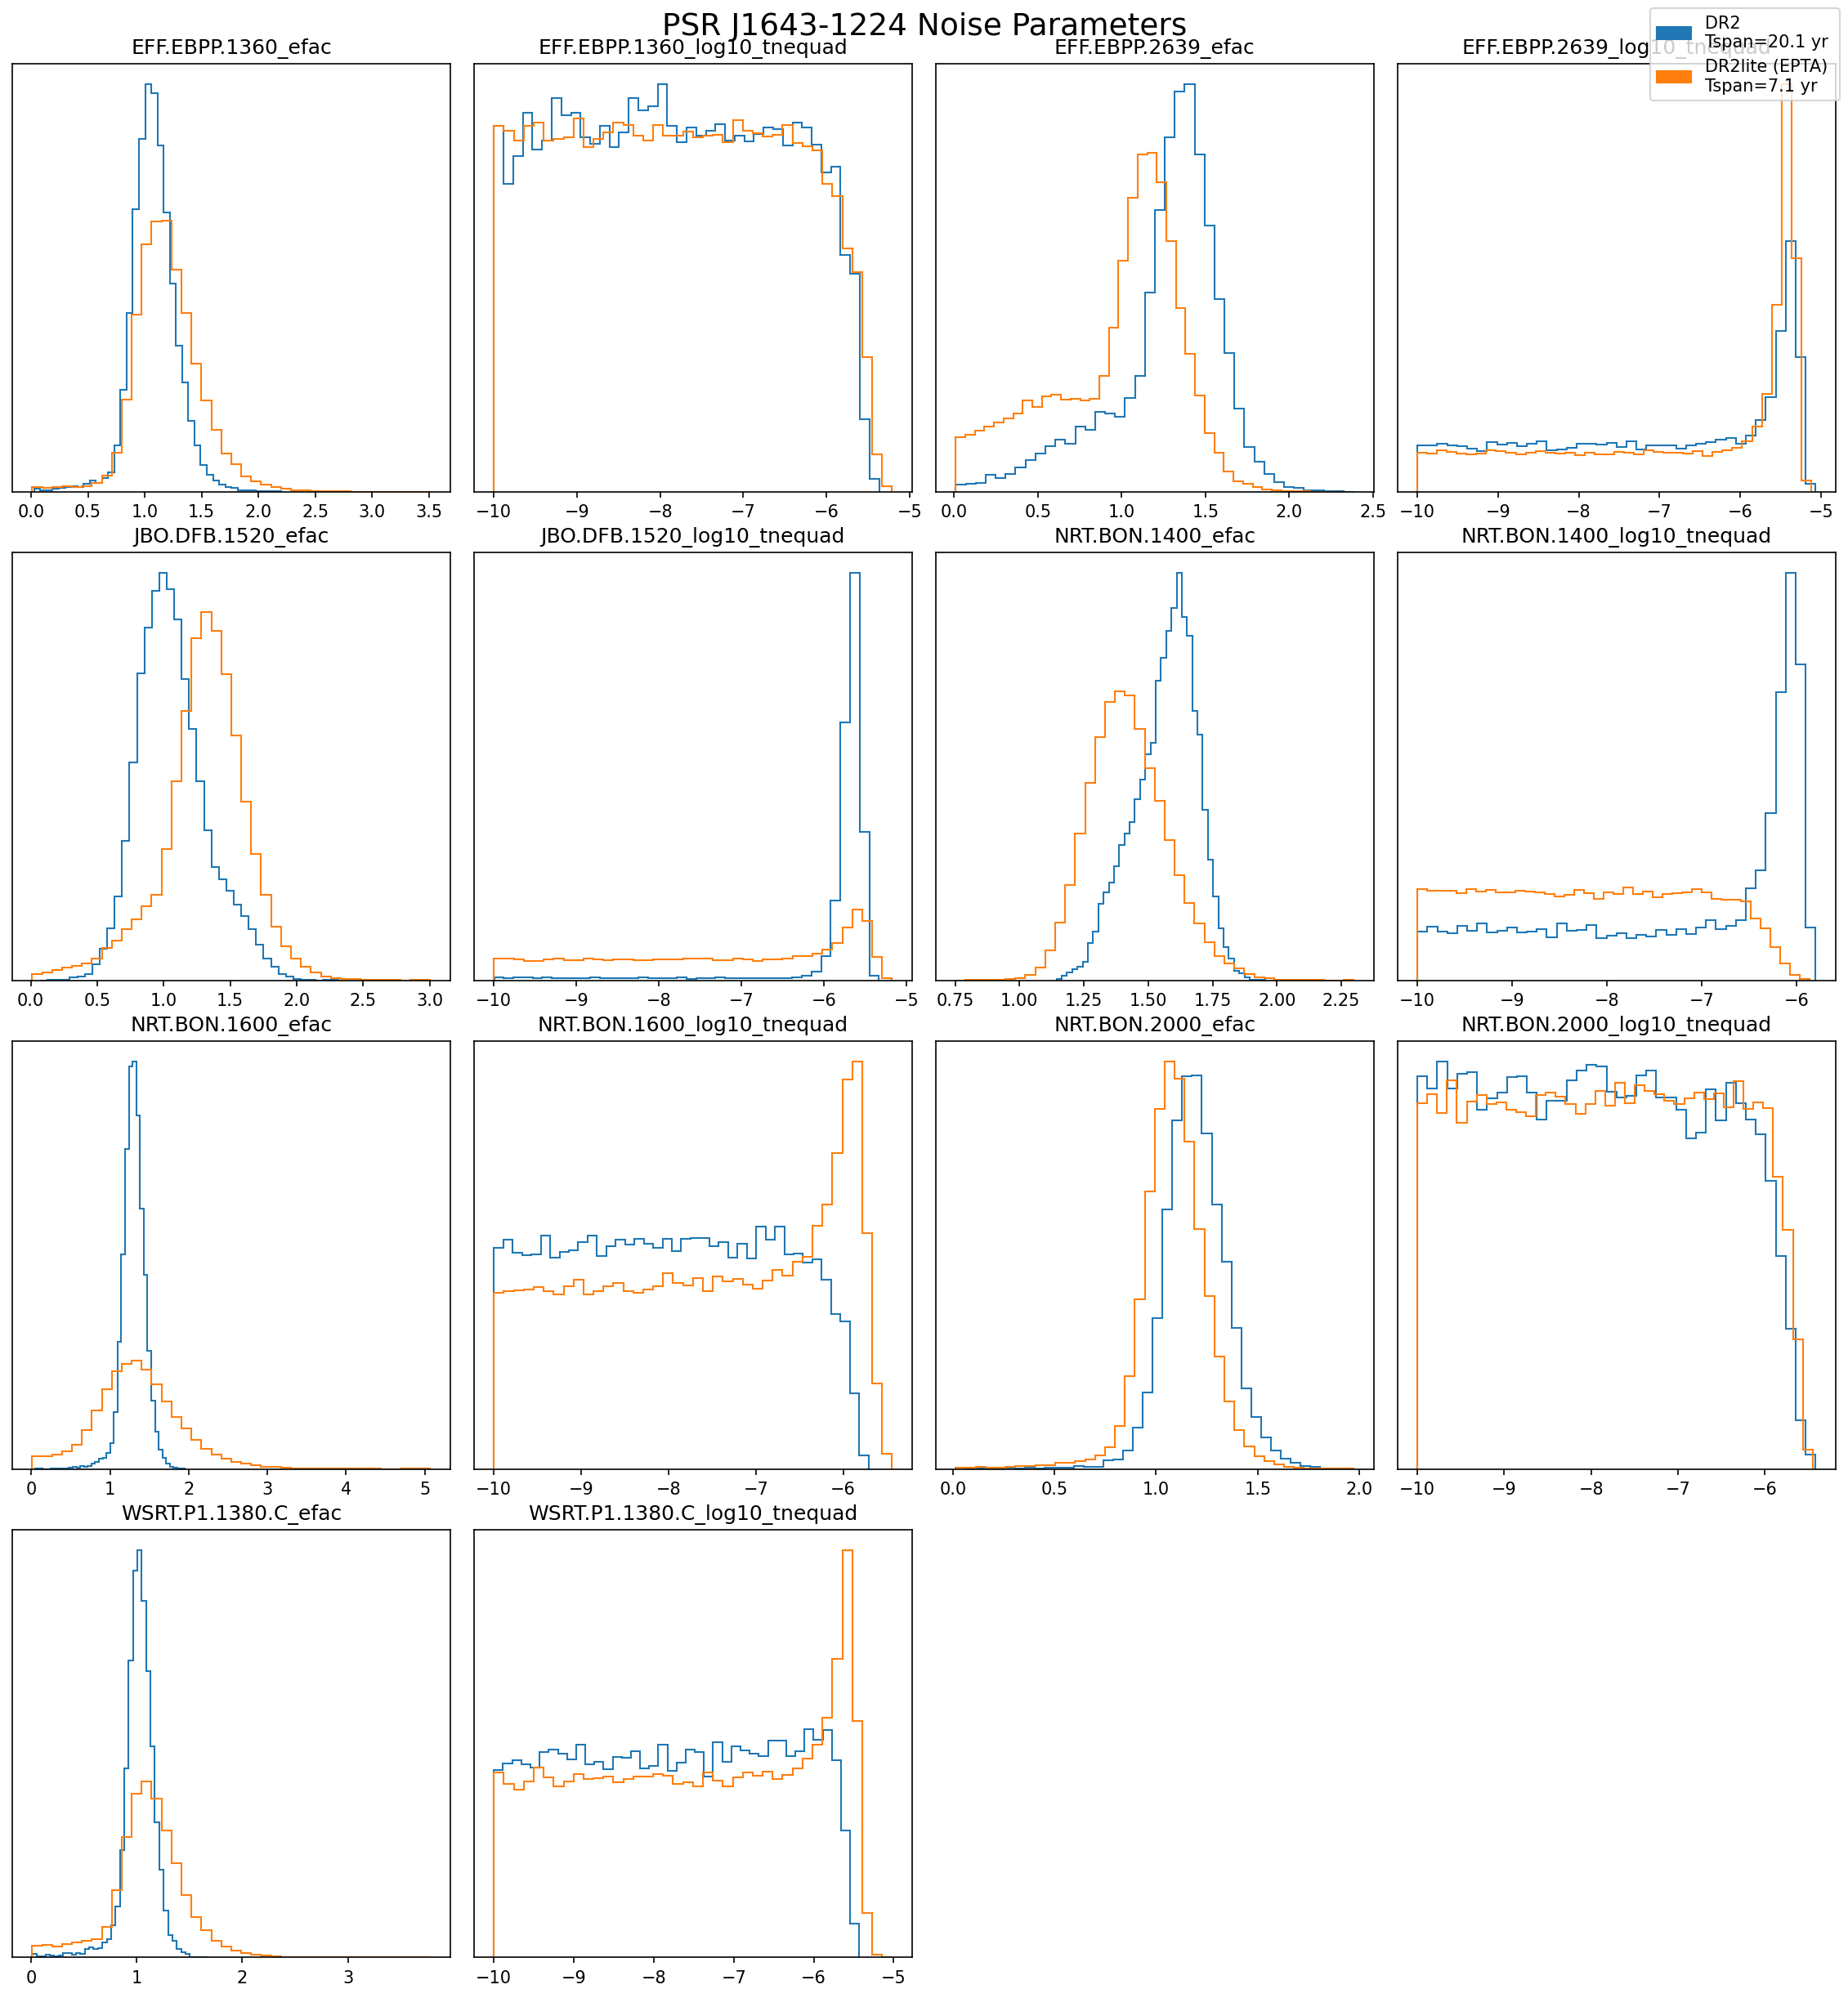 PSR J1643-1224 Noise Parameters
DR2
Tspan=20.1 yr
DR2lite (EPTA)
Tspan=7.1 yr
EFF.EBPP.1360_efac
EFF.EBPP.1360_log10_tnequad
EFF.EBPP.2639_efac
EFF.EBPP.2639_log10_tnequad
0.0 0.5 1.0 1.5 2.0 2.5 3.0 3.5
−10 −9 −8 −7 −6 −5
0.0 0.5 1.0 1.5 2.0 2.5
−10 −9 −8 −7 −6 −5
JBO.DFB.1520_efac
JBO.DFB.1520_log10_tnequad
NRT.BON.1400_efac
NRT.BON.1400_log10_tnequad
0.0 0.5 1.0 1.5 2.0 2.5 3.0
−10 −9 −8 −7 −6 −5
0.75 1.00 1.25 1.50 1.75 2.00 2.25
−10 −9 −8 −7 −6
NRT.BON.1600_efac
NRT.BON.1600_log10_tnequad
NRT.BON.2000_efac
NRT.BON.2000_log10_tnequad
0 1 2 3 4 5
−10 −9 −8 −7 −6
0.0 0.5 1.0 1.5 2.0
−10 −9 −8 −7 −6
WSRT.P1.1380.C_efac
WSRT.P1.1380.C_log10_tnequad
0 1 2 3
−10 −9 −8 −7 −6 −5